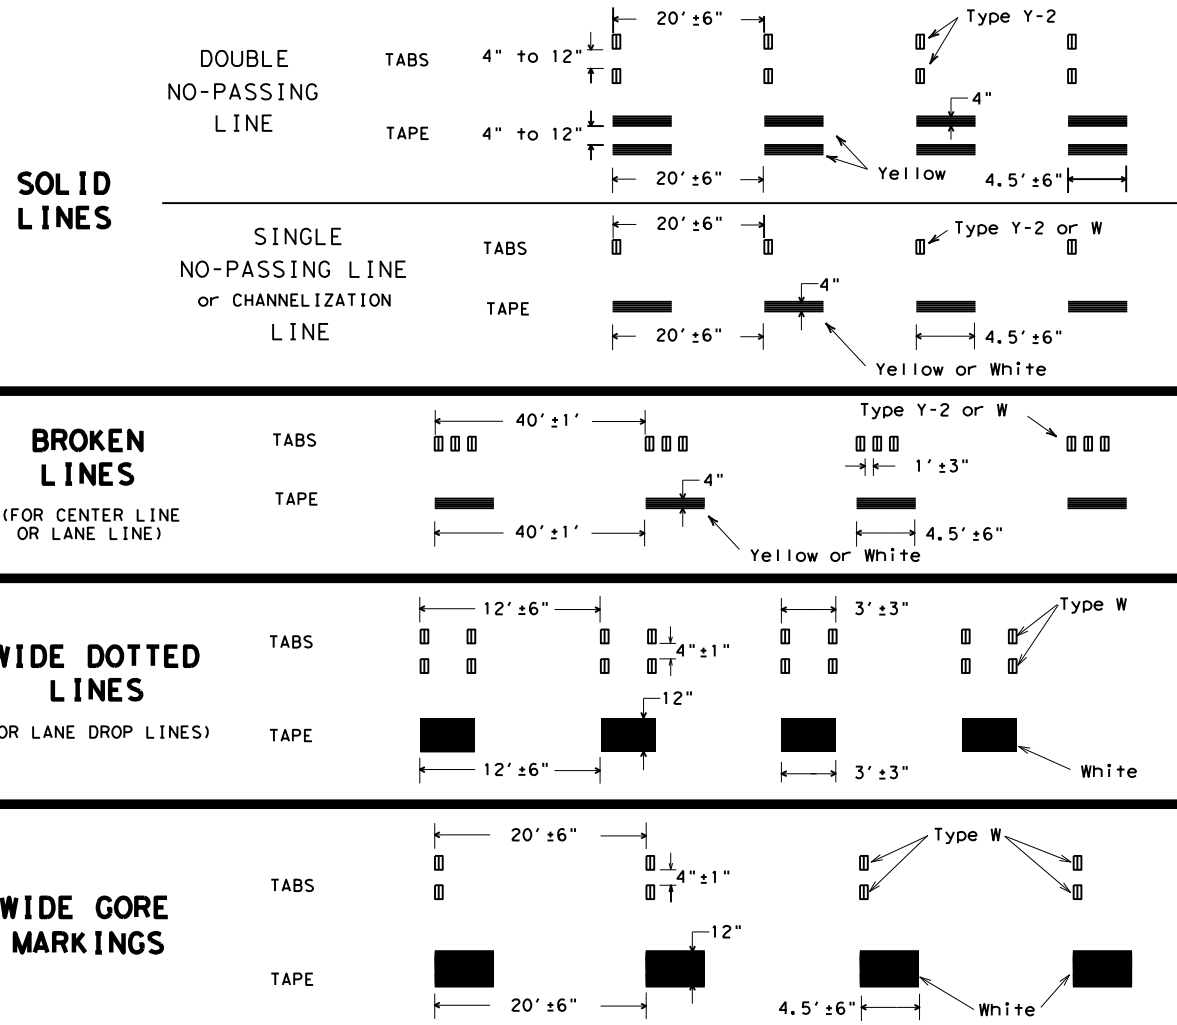 SOLID
LINES
DOUBLE
NO-PASSING
LINE
TABS
4" to 12"
20'±6"
Type Y-2
TAPE
4" to 12"
4"
Yellow
20'±6"
4.5'±6"
SINGLE
NO-PASSING LINE
or CHANNELIZATION
LINE
TABS
20'±6"
Type Y-2 or W
TAPE
4"
20'±6"
4.5'±6"
Yellow or White
BROKEN
LINES
(FOR CENTER LINE
OR LANE LINE)
TABS
40'±1'
Type Y-2 or W
1'±3"
TAPE
4"
40'±1'
4.5'±6"
Yellow or White
WIDE DOTTED
LINES
OR LANE DROP LINES)
TABS
12'±6"
3'±3"
Type W
4"±1"
TAPE
12"
12'±6"
3'±3"
White
WIDE GORE
MARKINGS
TABS
20'±6"
Type W
4"±1"
TAPE
12"
20'±6"
4.5'±6"
White